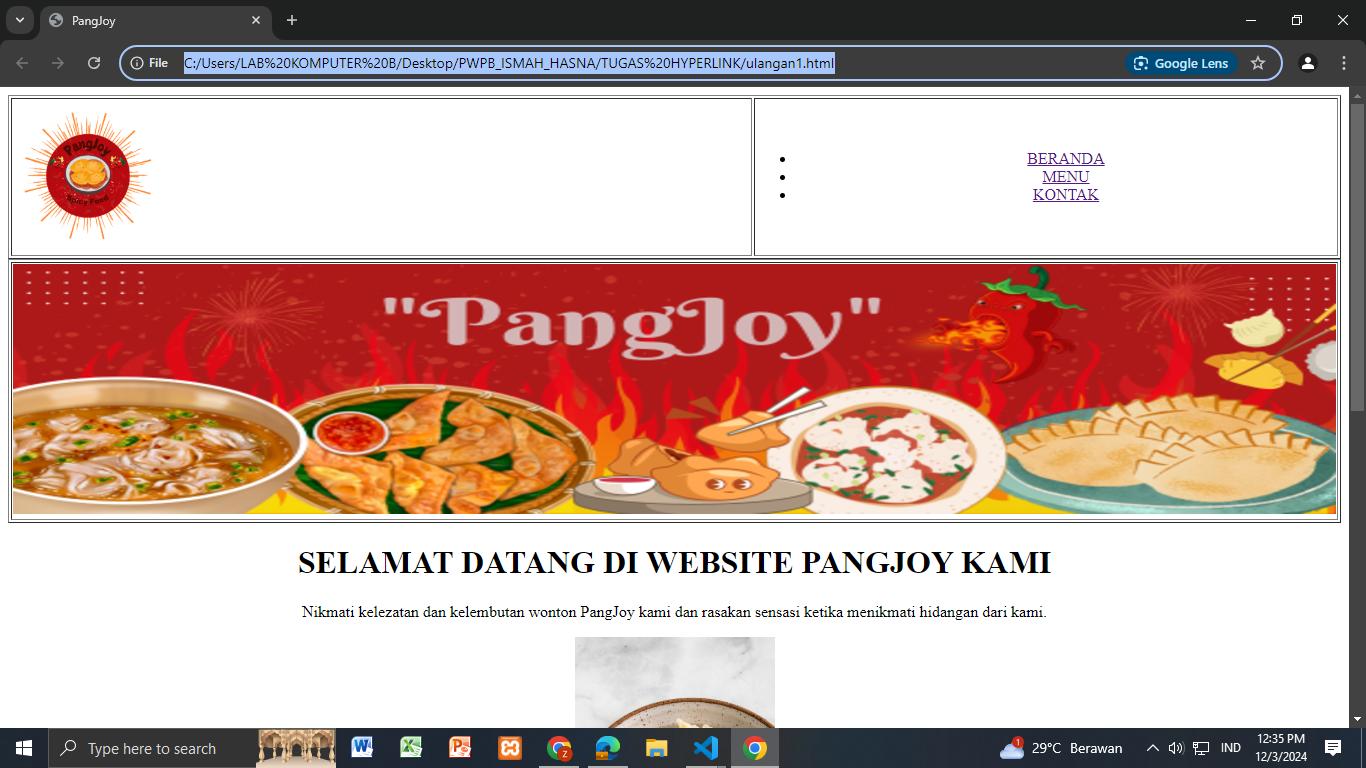 PangJoy
File
C:/Users/LAB%20KOMPUTER%20B/Desktop/PWPB_ISMAH_HASNA/TUGAS%20HYPERLINK/ulangan1.html
Google Lens
PangJoy
Spicy Food
BERANDA
MENU
KONTAK
"PangJoy"
SELAMAT DATANG DI WEBSITE PANGJOY KAMI
Nikmati kelezatan dan kelembutan wonton PangJoy kami dan rasakan sensasi ketika menikmati hidangan dari kami.
Type here to search
Z
1
29°C Berawan
IND
12:35 PM
12/3/2024